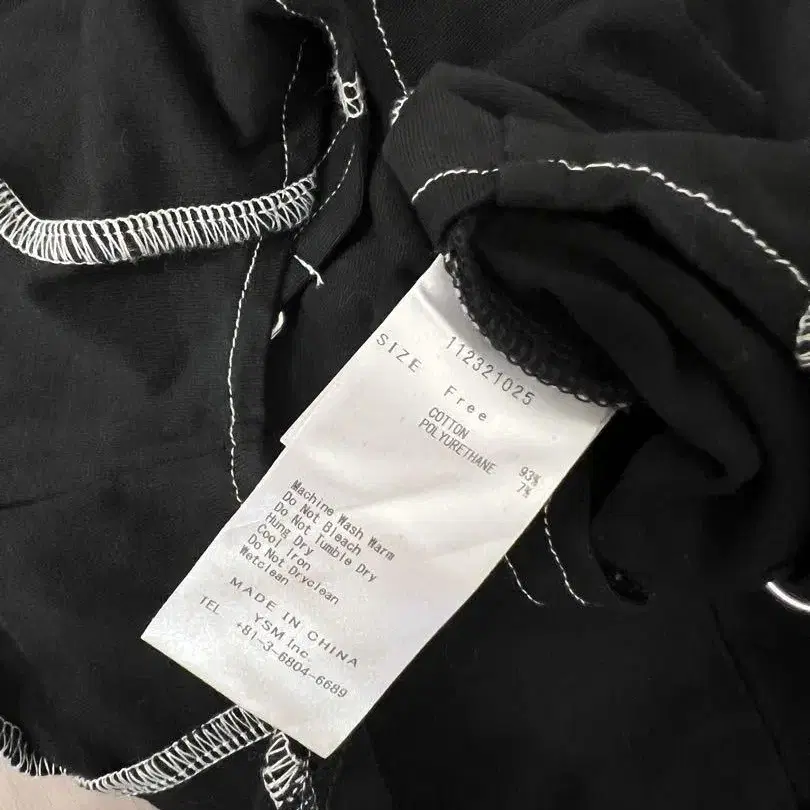 112321025
SIZE Free
COTTON 93%
POLYURETHANE 7%
Machine Wash Warm
Do Not Bleach
Do Not Tumble Dry
Hung Dry
Cool Iron
Do Not Dryclean
Wetclean
MADE IN CHINA
YSM Inc.
TEL +81-3-6804-6689